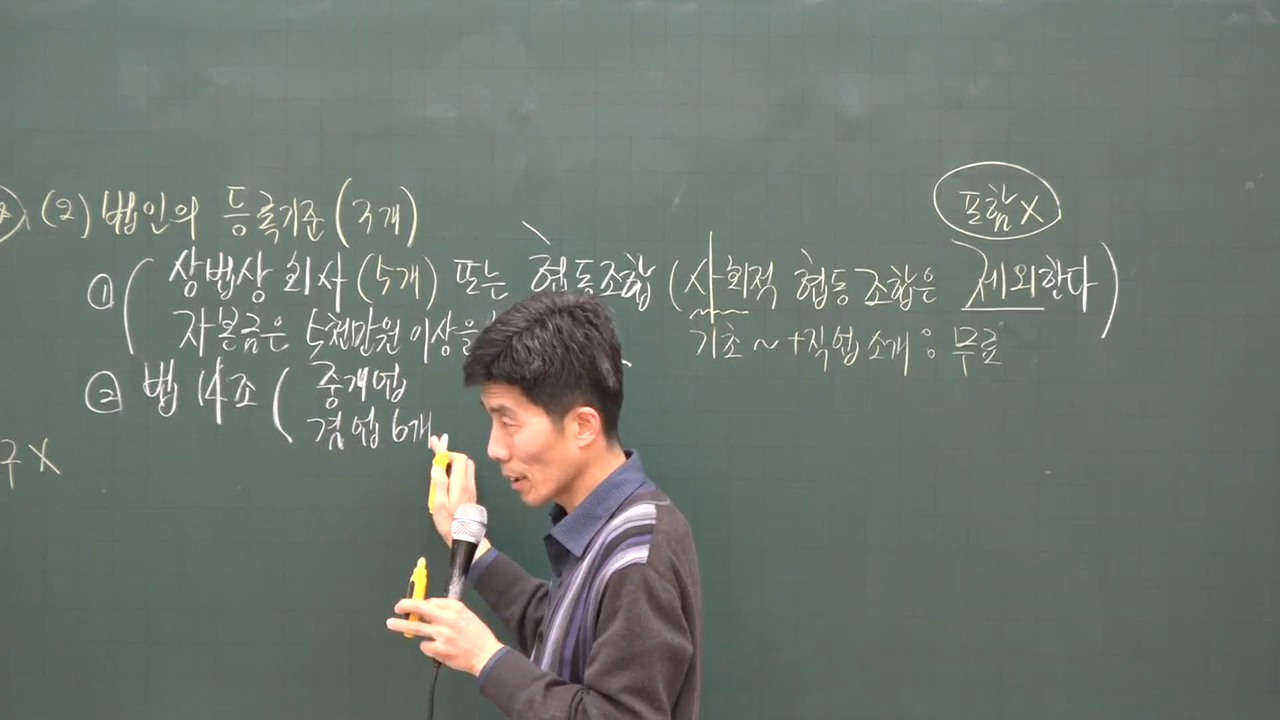 포함X
(2) 법인의 등록기준(7개)
① 상법상 회사 (5개) 또는 협동조합 (사회적 협동조합은 제외한다)
자본금은 5천만원 이상을
기초~+직업소개: 무료
② 법 14조 ( 중개업
겸업 6개
구 X